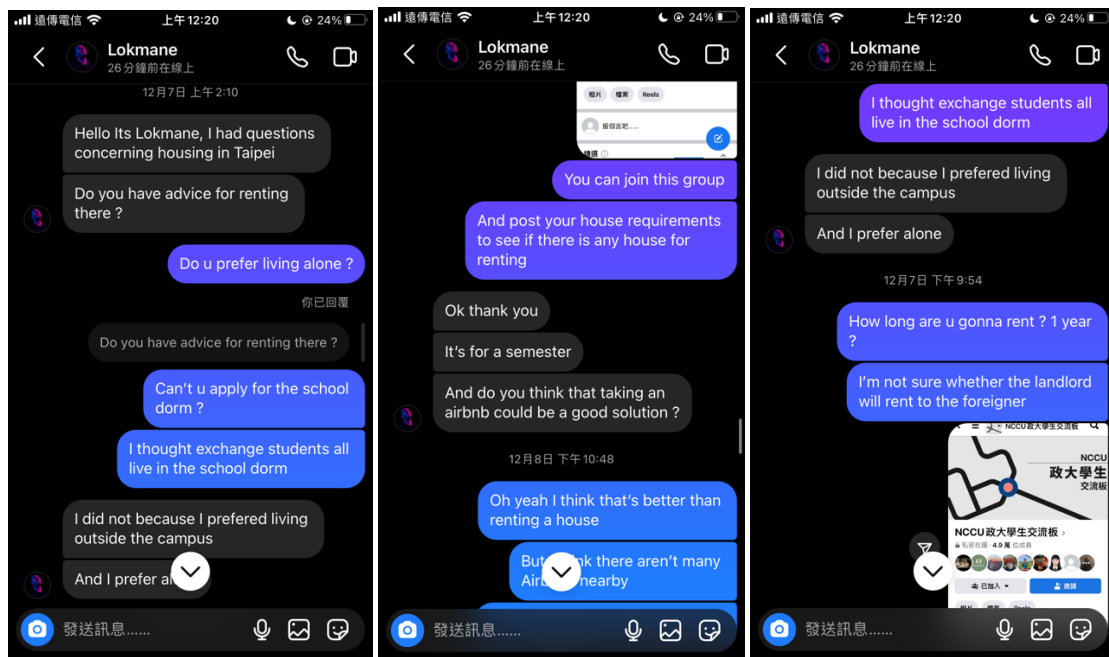 遠傳電信
上午12:20
24%
Lokmane
26分鐘前在線上
12月7日 上午2:10
Hello Its Lokmane, I had questions
concerning housing in Taipei
Do you have advice for renting
there ?
Do u prefer living alone ?
你已回覆
Do you have advice for renting there ?
Can’t u apply for the school
dorm ?
I thought exchange students all
live in the school dorm
I did not because I prefered living
outside the campus
And I prefer
發送訊息......
遠傳電信
上午12:20
24%
Lokmane
26分鐘前在線上
相片
檔案
Reels
留個言吧......
精選
You can join this group
And post your house requirements
to see if there is any house for
renting
Ok thank you
It’s for a semester
And do you think that taking an
airbnb could be a good solution ?
12月8日 下午10:48
Oh yeah I think that’s better than
renting a house
there aren’t many
nearby
發送訊息......
遠傳電信
上午12:20
24%
Lokmane
26分鐘前在線上
I thought exchange students all
live in the school dorm
I did not because I prefered living
outside the campus
And I prefer alone
12月7日 下午9:54
How long are u gonna rent ? 1 year
?
I’m not sure whether the landlord
will rent to the foreigner
NCCU政大學生交流板
NCCU
政大學生
交流板
NCCU政大學生交流板
私密社團 · 4.9 萬 位成員
已加入
邀請
發送訊息......